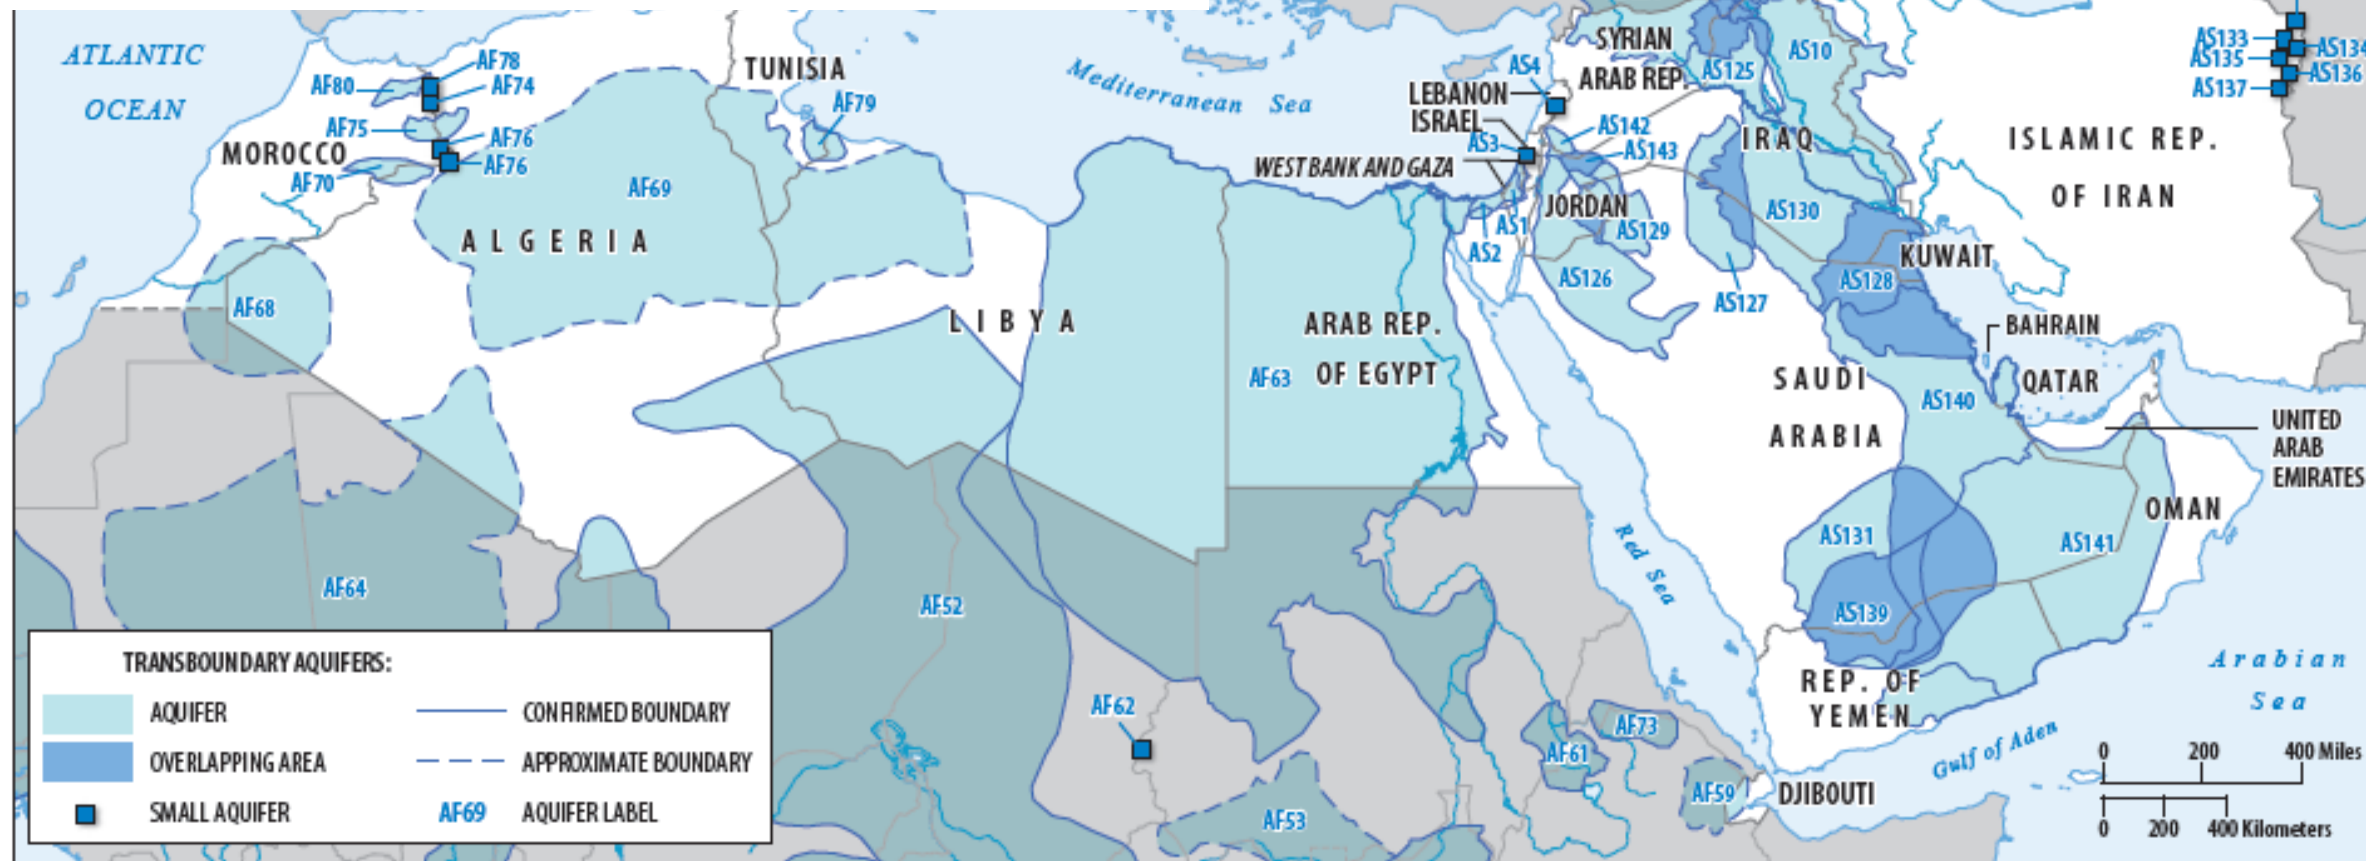 ATLANTIC
OCEAN
AF78
AF80
AF74
AF75
AF76
AF76
MOROCCO
AF70
TUNISIA
AF79
AF69
ALGERIA
AF68
Mediterranean Sea
LIBYA
ARAB REP.
OF EGYPT
AF63
SYRIAN
ARAB REP.
AS4
LEBANON
ISRAEL
AS3
WEST BANK AND GAZA
AS142
AS143
JORDAN
AS1
AS2
AS129
AS126
AS125
AS10
IRAQ
AS130
AS127
KUWAIT
AS128
BAHRAIN
QATAR
SAUDI
ARABIA
AS140
UNITED
ARAB
EMIRATES
OMAN
AS131
AS141
AS139
REP. OF
YEMEN
ISLAMIC REP.
OF IRAN
AS133
AS134
AS135
AS136
AS137
Red Sea
Arabian
Sea
Gulf of Aden
DJIBOUTI
AF64
AF52
AF62
AF53
AF61
AF73
AF59
TRANSBOUNDARY AQUIFERS:
AQUIFER
CONFIRMED BOUNDARY
OVERLAPPING AREA
APPROXIMATE BOUNDARY
SMALL AQUIFER
AF69 AQUIFER LABEL
0 200 400 Miles
0 200 400 Kilometers